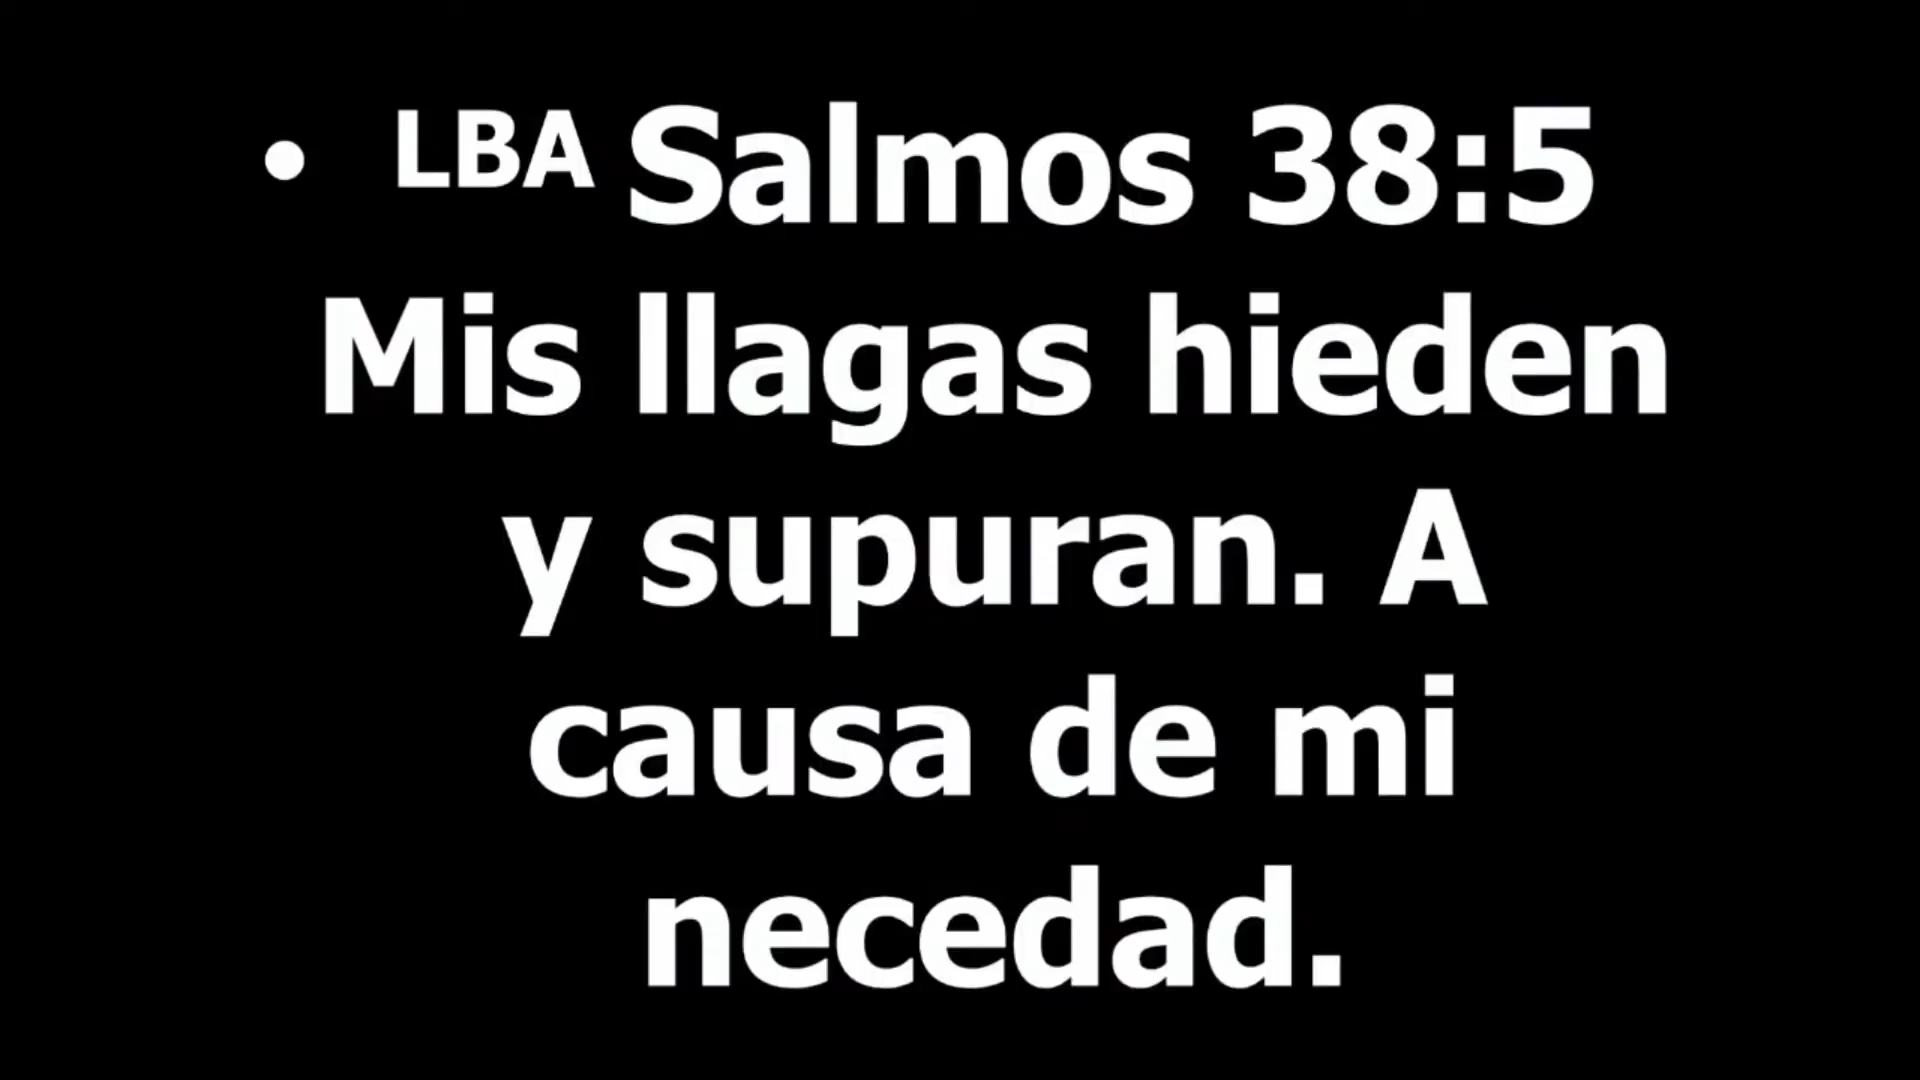 • LBA Salmos 38:5
Mis llagas hieden
y supuran. A
causa de mi
necedad.